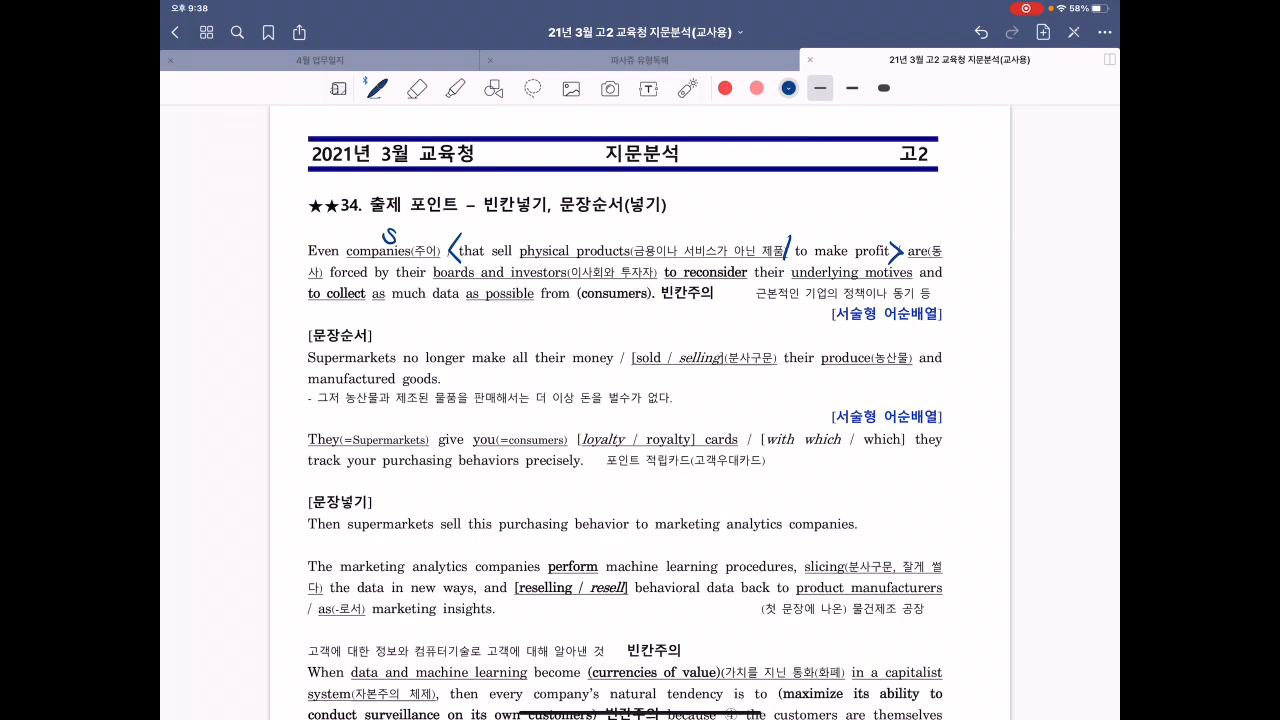 오후 9:38
58%
21년 3월 고2 교육청 지문분석(교사용)
4월 업무일지
파사쥬 유형독해
21년 3월 고2 교육청 지문분석(교사용)
2021년 3월 교육청 지문분석 고2
★★34. 출제 포인트 – 빈칸넣기, 문장순서(넣기)
S
Even companies(주어) / that sell physical products(금융이나 서비스가 아닌 제품) to make profit / are(동
사) forced by their boards and investors(이사회와 투자자) to reconsider their underlying motives and
to collect as much data as possible from (consumers). 빈칸주의 근본적인 기업의 정책이나 동기 등
[서술형 어순배열]
[문장순서]
Supermarkets no longer make all their money / [sold / selling](분사구문) their produce(농산물) and
manufactured goods.
- 그저 농산물과 제조된 물품을 판매해서는 더 이상 돈을 벌수가 없다.
[서술형 어순배열]
They(=Supermarkets) give you(=consumers) [loyalty / royalty] cards / [with which / which] they
track your purchasing behaviors precisely. 포인트 적립카드(고객우대카드)
[문장넣기]
Then supermarkets sell this purchasing behavior to marketing analytics companies.
The marketing analytics companies perform machine learning procedures, slicing(분사구문, 잘게 썰
다) the data in new ways, and [reselling / resell] behavioral data back to product manufacturers
/ as(-로서) marketing insights. (첫 문장에 나온) 물건제조 공장
고객에 대한 정보와 컴퓨터기술로 고객에 대해 알아낸 것 빈칸주의
When data and machine learning become (currencies of value)(가치를 지닌 통화(화폐) in a capitalist
system(자본주의 체제), then every company's natural tendency is to (maximize its ability to
conduct surveillance on its own customers) 빈칸주의 because ① the customers are themselves